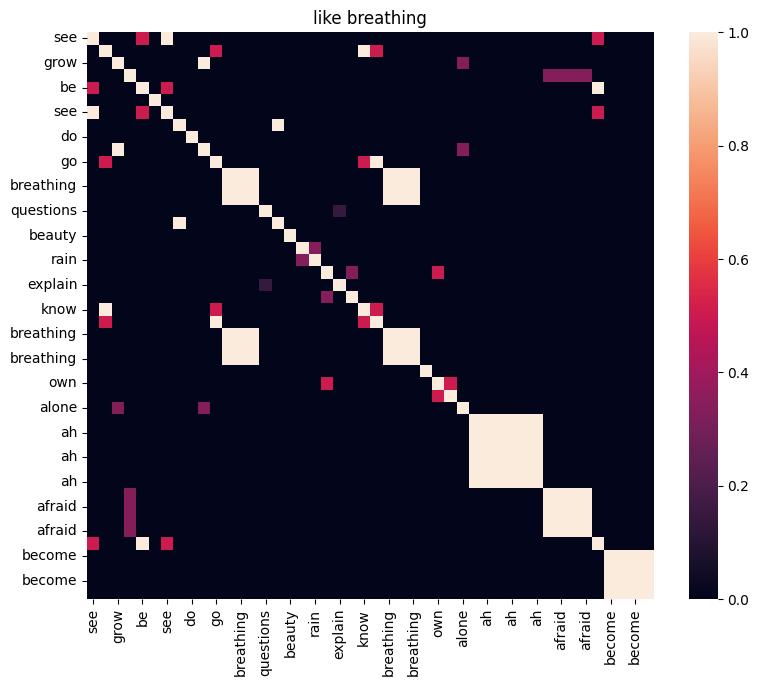 like breathing
see
grow
be
see
do
go
breathing
questions
beauty
rain
explain
know
breathing
breathing
own
alone
ah
ah
ah
afraid
afraid
become
become
1.0
0.8
0.6
0.4
0.2
0.0
see
grow
be
see
do
go
breathing
questions
beauty
rain
explain
know
breathing
breathing
own
alone
ah
ah
ah
afraid
afraid
become
become